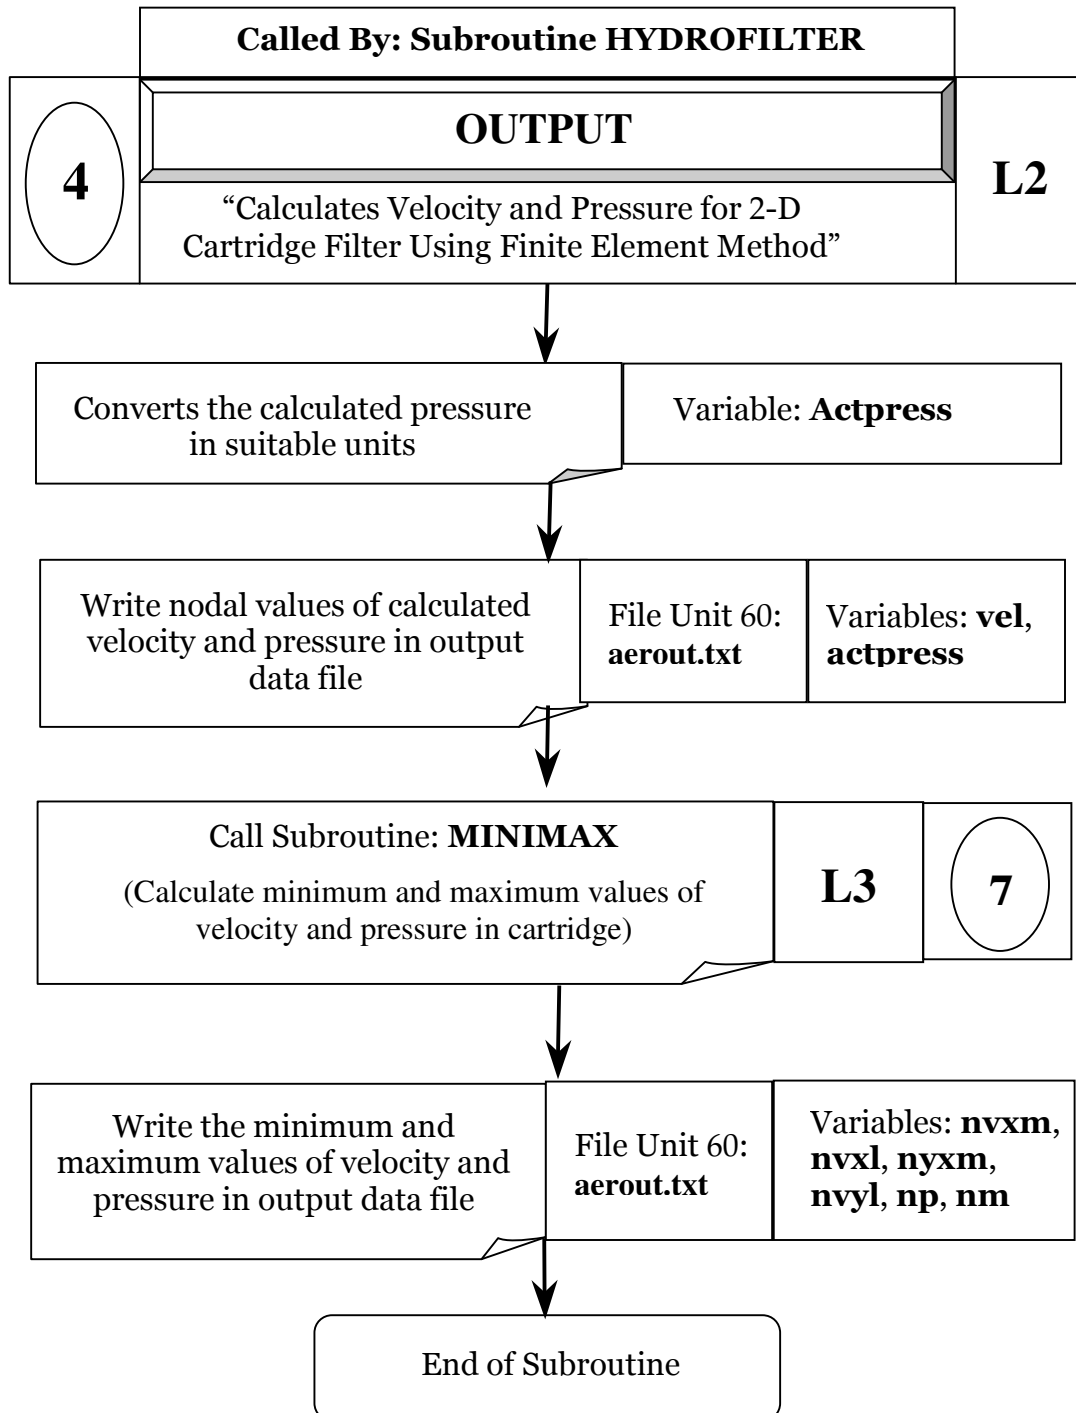 Called By: Subroutine HYDROFILTER
4
OUTPUT
L2
“Calculates Velocity and Pressure for 2-D
Cartridge Filter Using Finite Element Method”
Converts the calculated pressure
in suitable units
Variable: Actpress
Write nodal values of calculated
velocity and pressure in output
data file
File Unit 60:
aerout.txt
Variables: vel,
actpress
Call Subroutine: MINIMAX
(Calculate minimum and maximum values of
velocity and pressure in cartridge)
L3
7
Write the minimum and
maximum values of velocity and
pressure in output data file
File Unit 60:
aerout.txt
Variables: nvxm,
nvxl, nyxm,
nvyl, np, nm
End of Subroutine